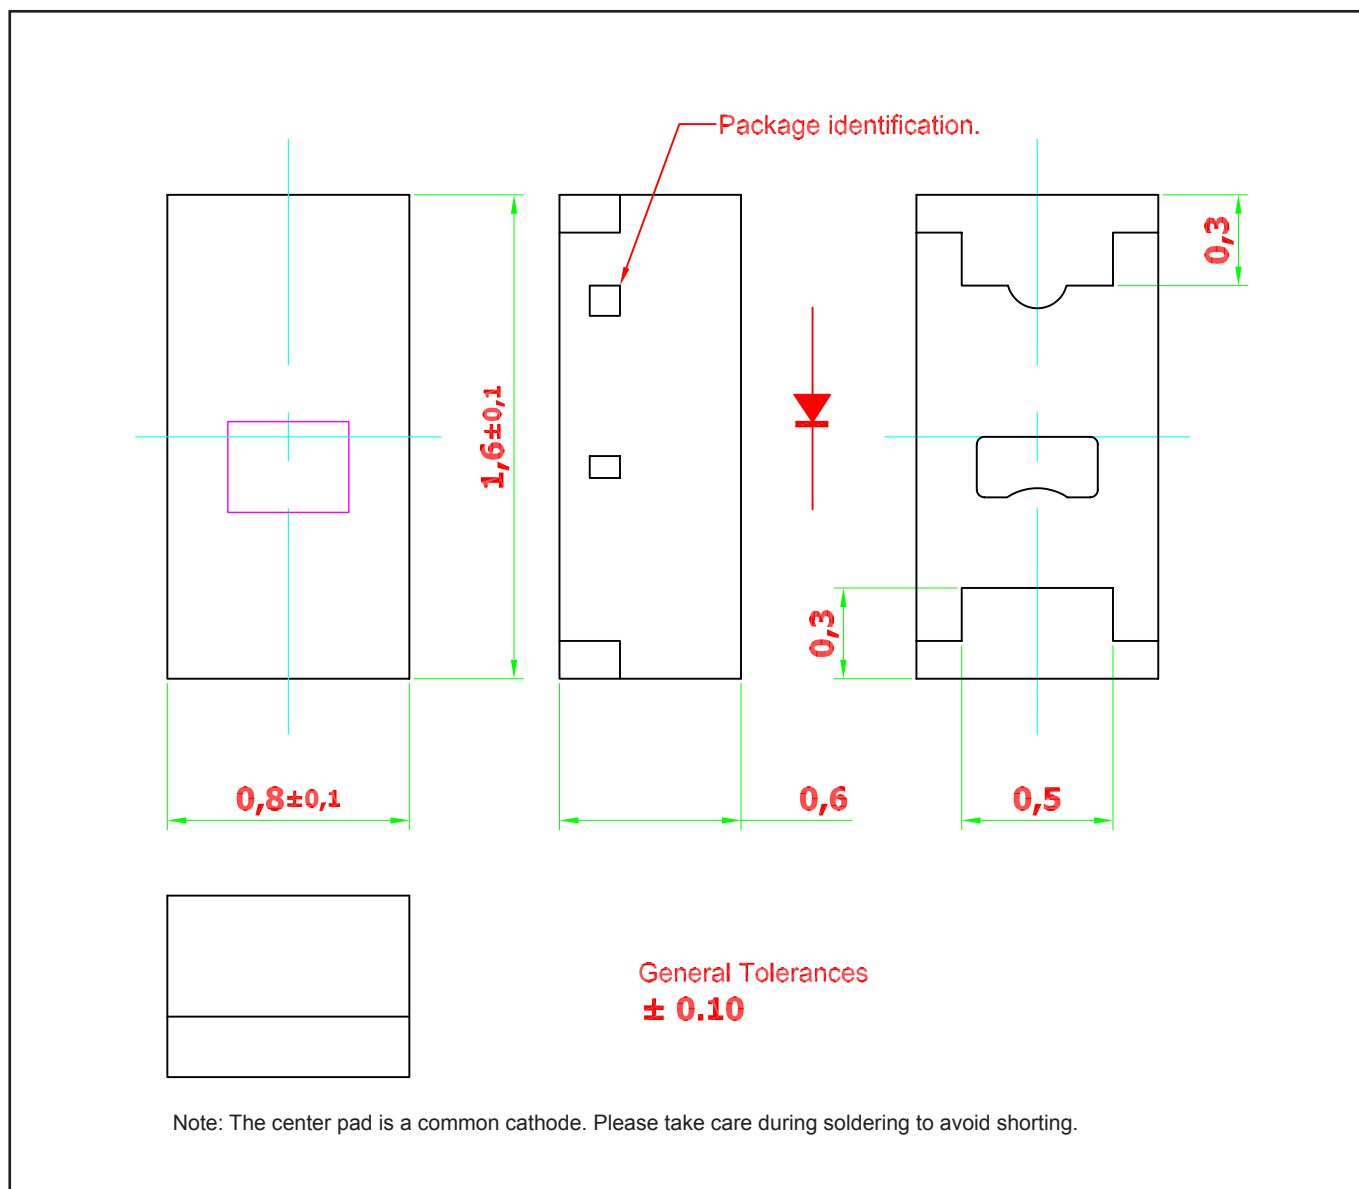 Package identification.
0,3
1,6±0,1
0,3
0,8±0,1
0,6
0,5
General Tolerances
± 0.10
Note: The center pad is a common cathode. Please take care during soldering to avoid shorting.